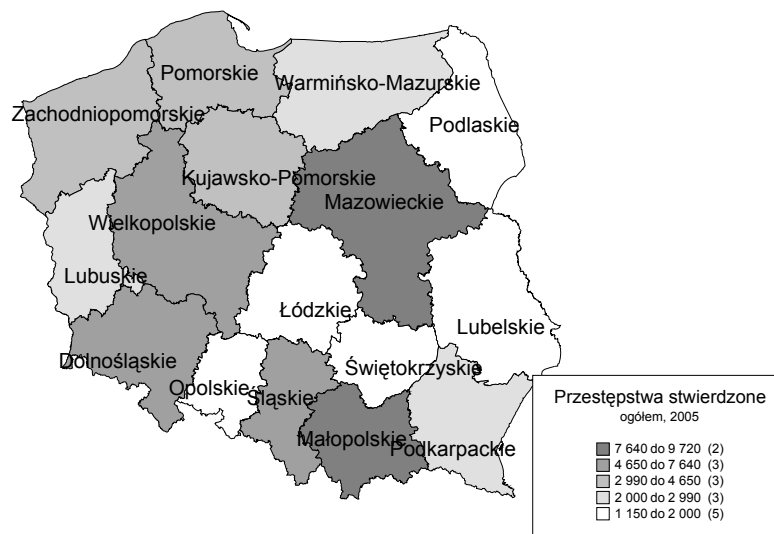 Pomorskie
Warmińsko-Mazurskie
Zachodniopomorskie
Podlaskie
Kujawsko-Pomorskie
Mazowieckie
Wielkopolskie
Lubuskie
Łódzkie
Lubelskie
Dolnośląskie
Świętokrzyskie
Opolskie
Śląskie
Małopolskie
Podkarpackie
Przestępstwa stwierdzone
ogółem, 2005
7 640 do 9 720 (2)
4 650 do 7 640 (3)
2 990 do 4 650 (3)
2 000 do 2 990 (3)
1 150 do 2 000 (5)